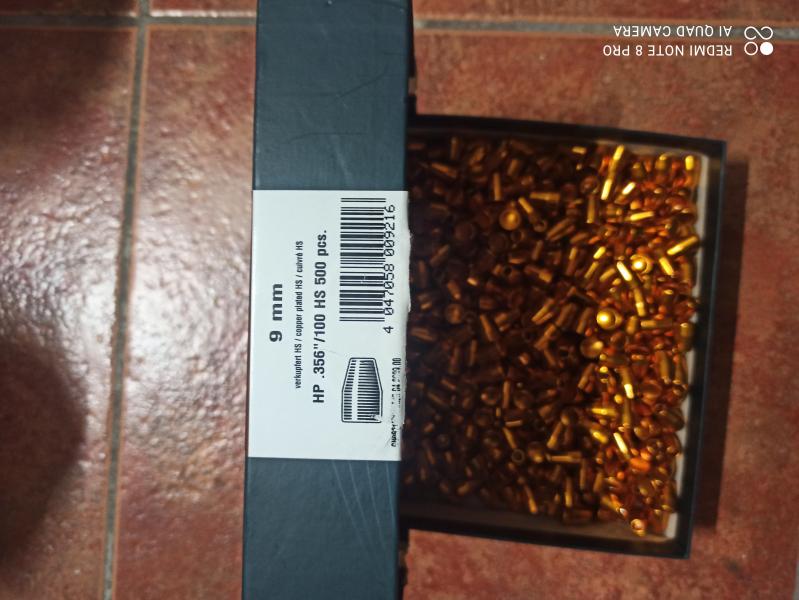 9 mm
verkupfert HS / copper plated HS / cuivré HS
HP .356"/100 HS 500 pcs.
4 047058 009216
REDMI NOTE 8 PRO
AI QUAD CAMERA